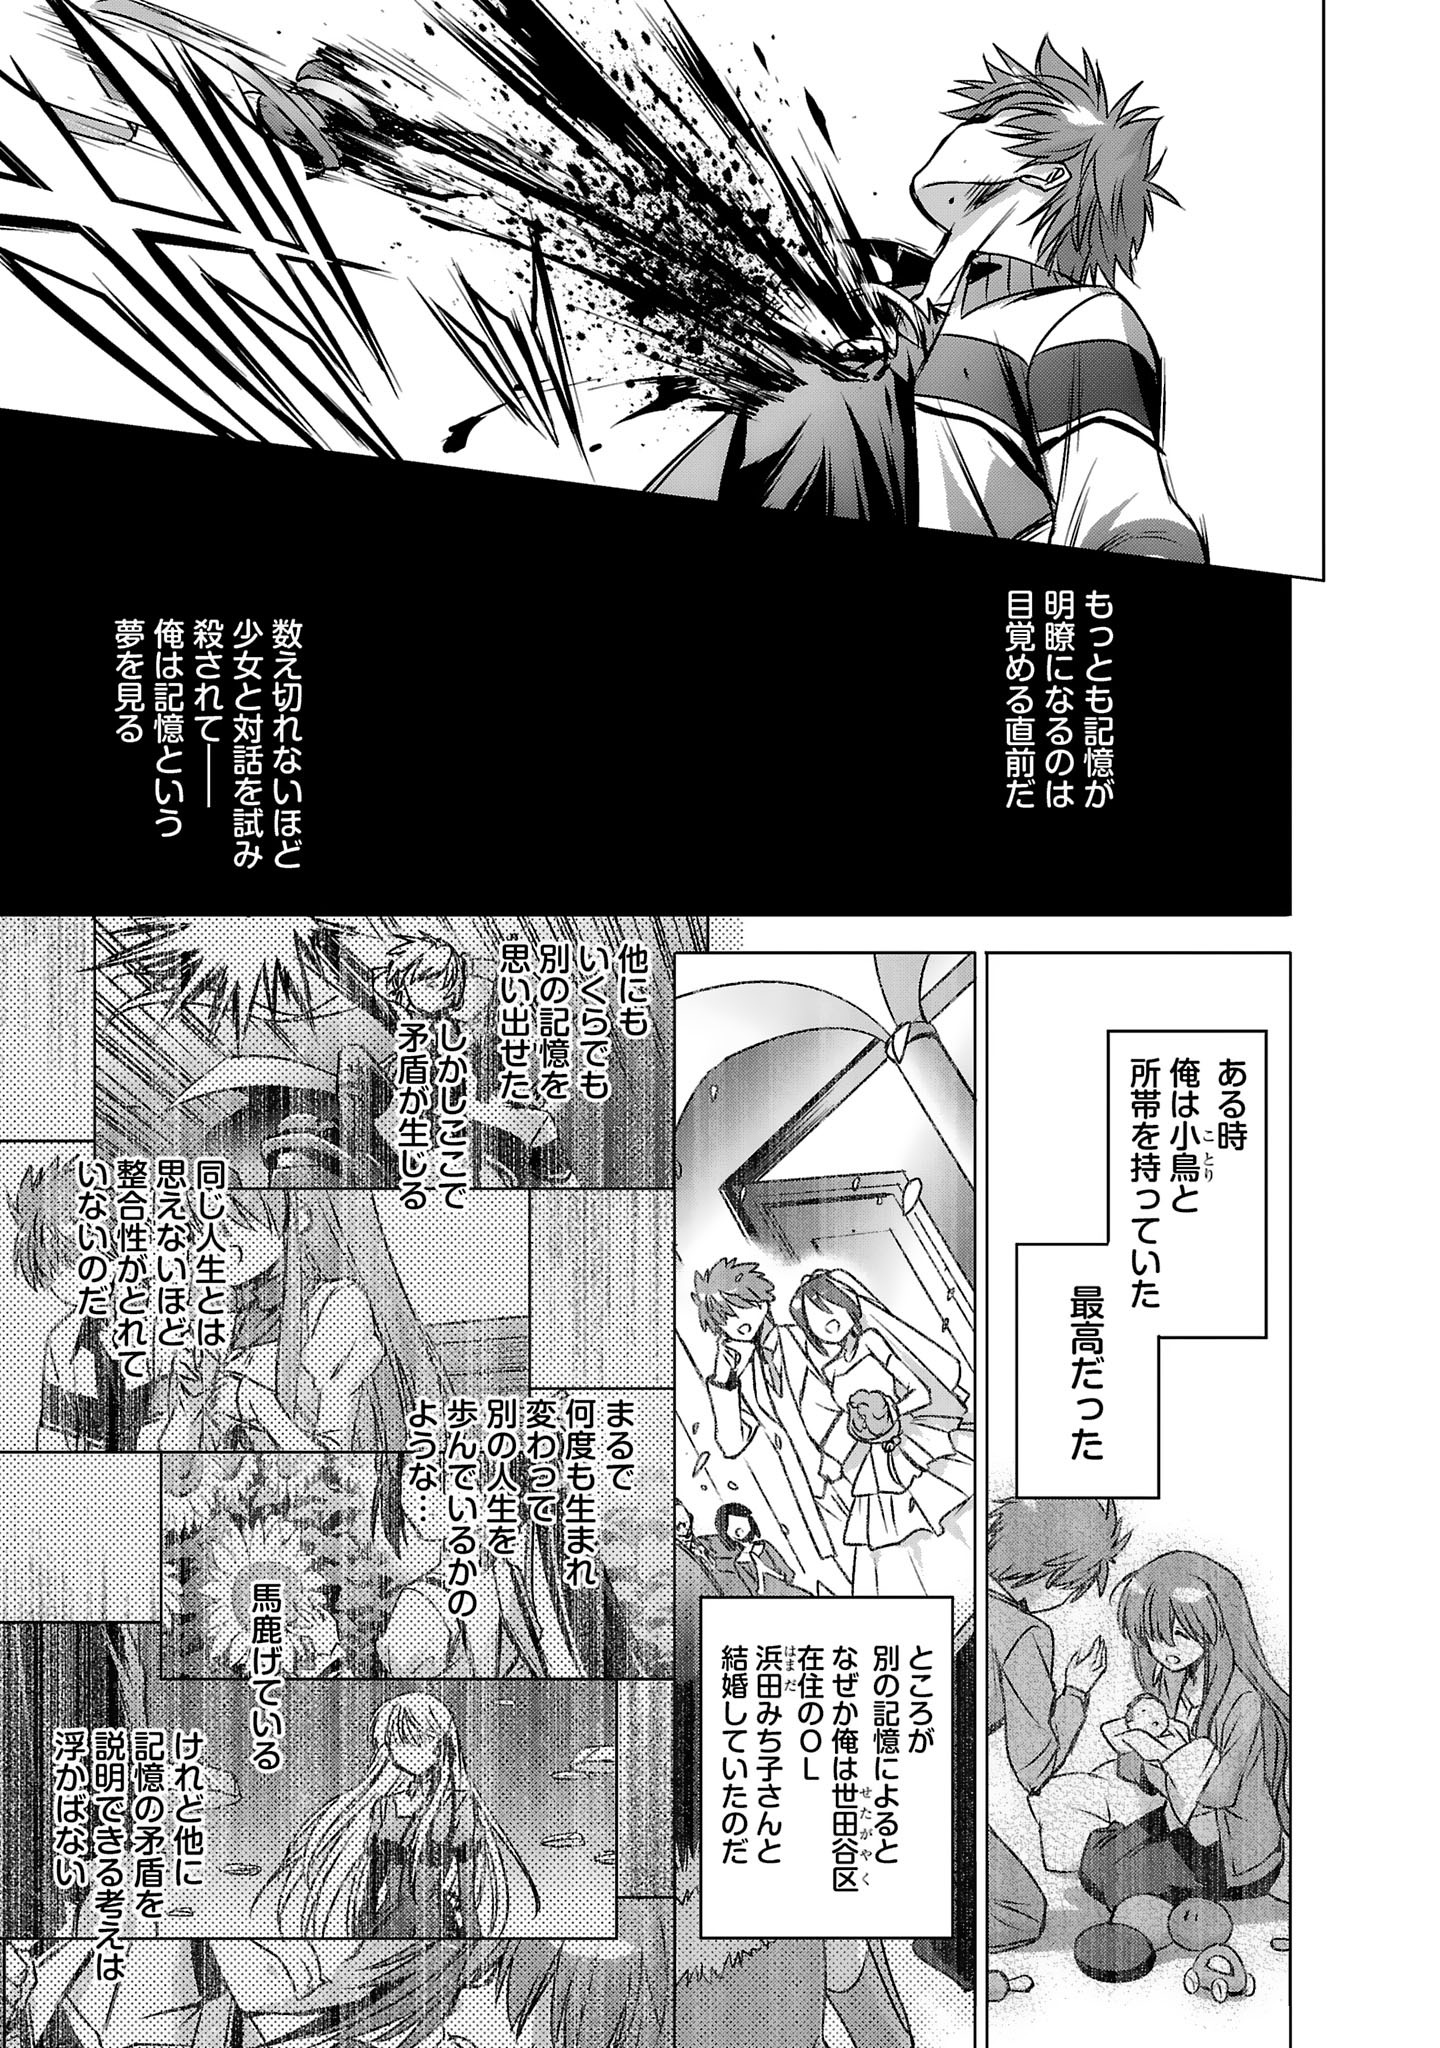 もっとも記憶が
明瞭になるのは
目覚める直前だ
数え切れないほど
少女と対話を試み
殺されて――
俺は記憶という
夢を見る
ある時
俺は小鳥と
ことり
所帯を持っていた
最高だった
ところが
別の記憶によると
なぜか俺は世田谷区
せたがやく
在住のOL
浜田みち子さんと
はまだ
結婚していたのだ
他にも
いくらでも
別の記憶を
思い出せた
しかしここで
矛盾が生じる
同じ人生とは
思えないほど
整合性がとれて
いないのだ
まるで
何度も生まれ
変わって
別の人生を
歩んでいるかの
ような…
馬鹿げている
けれど他に
記憶の矛盾を
説明できる考えは
浮かばない